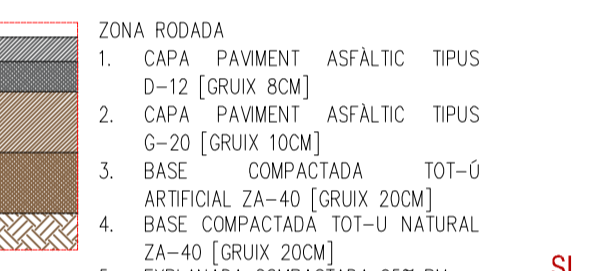 ZONA RODADA
1. CAPA PAVIMENT ASFÀLTIC TIPUS
D-12 [GRUIX 8CM]
2. CAPA PAVIMENT ASFÀLTIC TIPUS
G-20 [GRUIX 10CM]
3. BASE COMPACTADA TOT-Ú
ARTIFICIAL ZA-40 [GRUIX 20CM]
4. BASE COMPACTADA TOT-U NATURAL
ZA-40 [GRUIX 20CM]